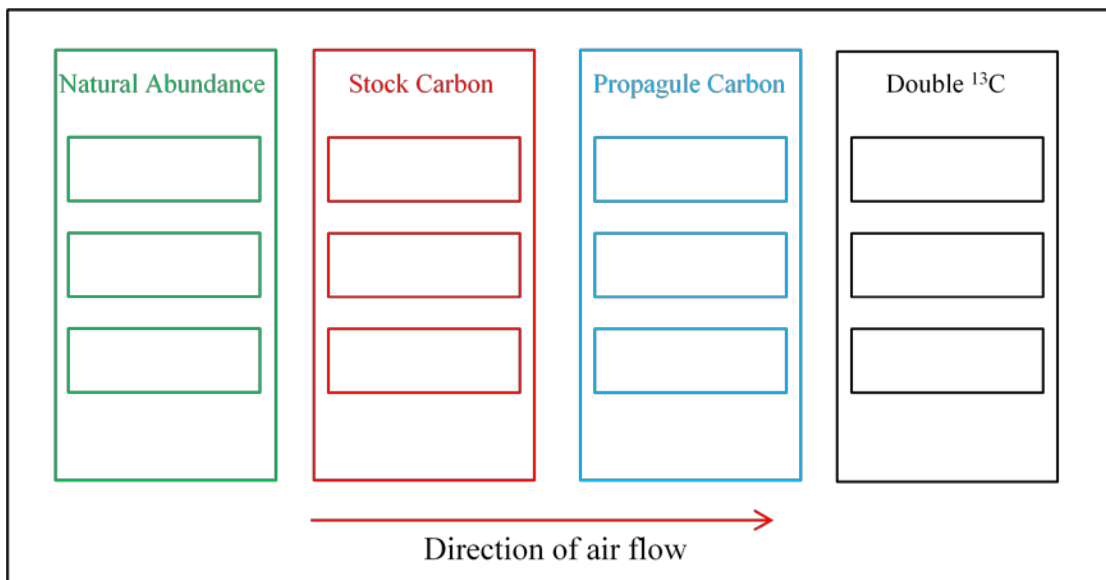 Natural Abundance
Stock Carbon
Propagule Carbon
Double ¹³C
Direction of air flow